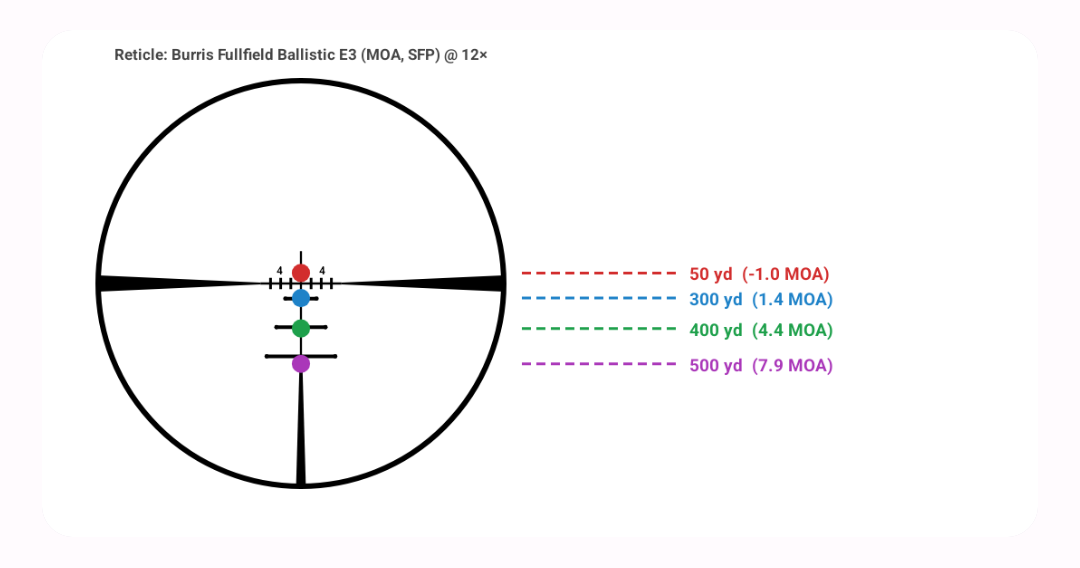 Reticle: Burris Fullfield Ballistic E3 (MOA, SFP) @ 12×
4 4
50 yd (-1.0 MOA)
300 yd (1.4 MOA)
400 yd (4.4 MOA)
500 yd (7.9 MOA)